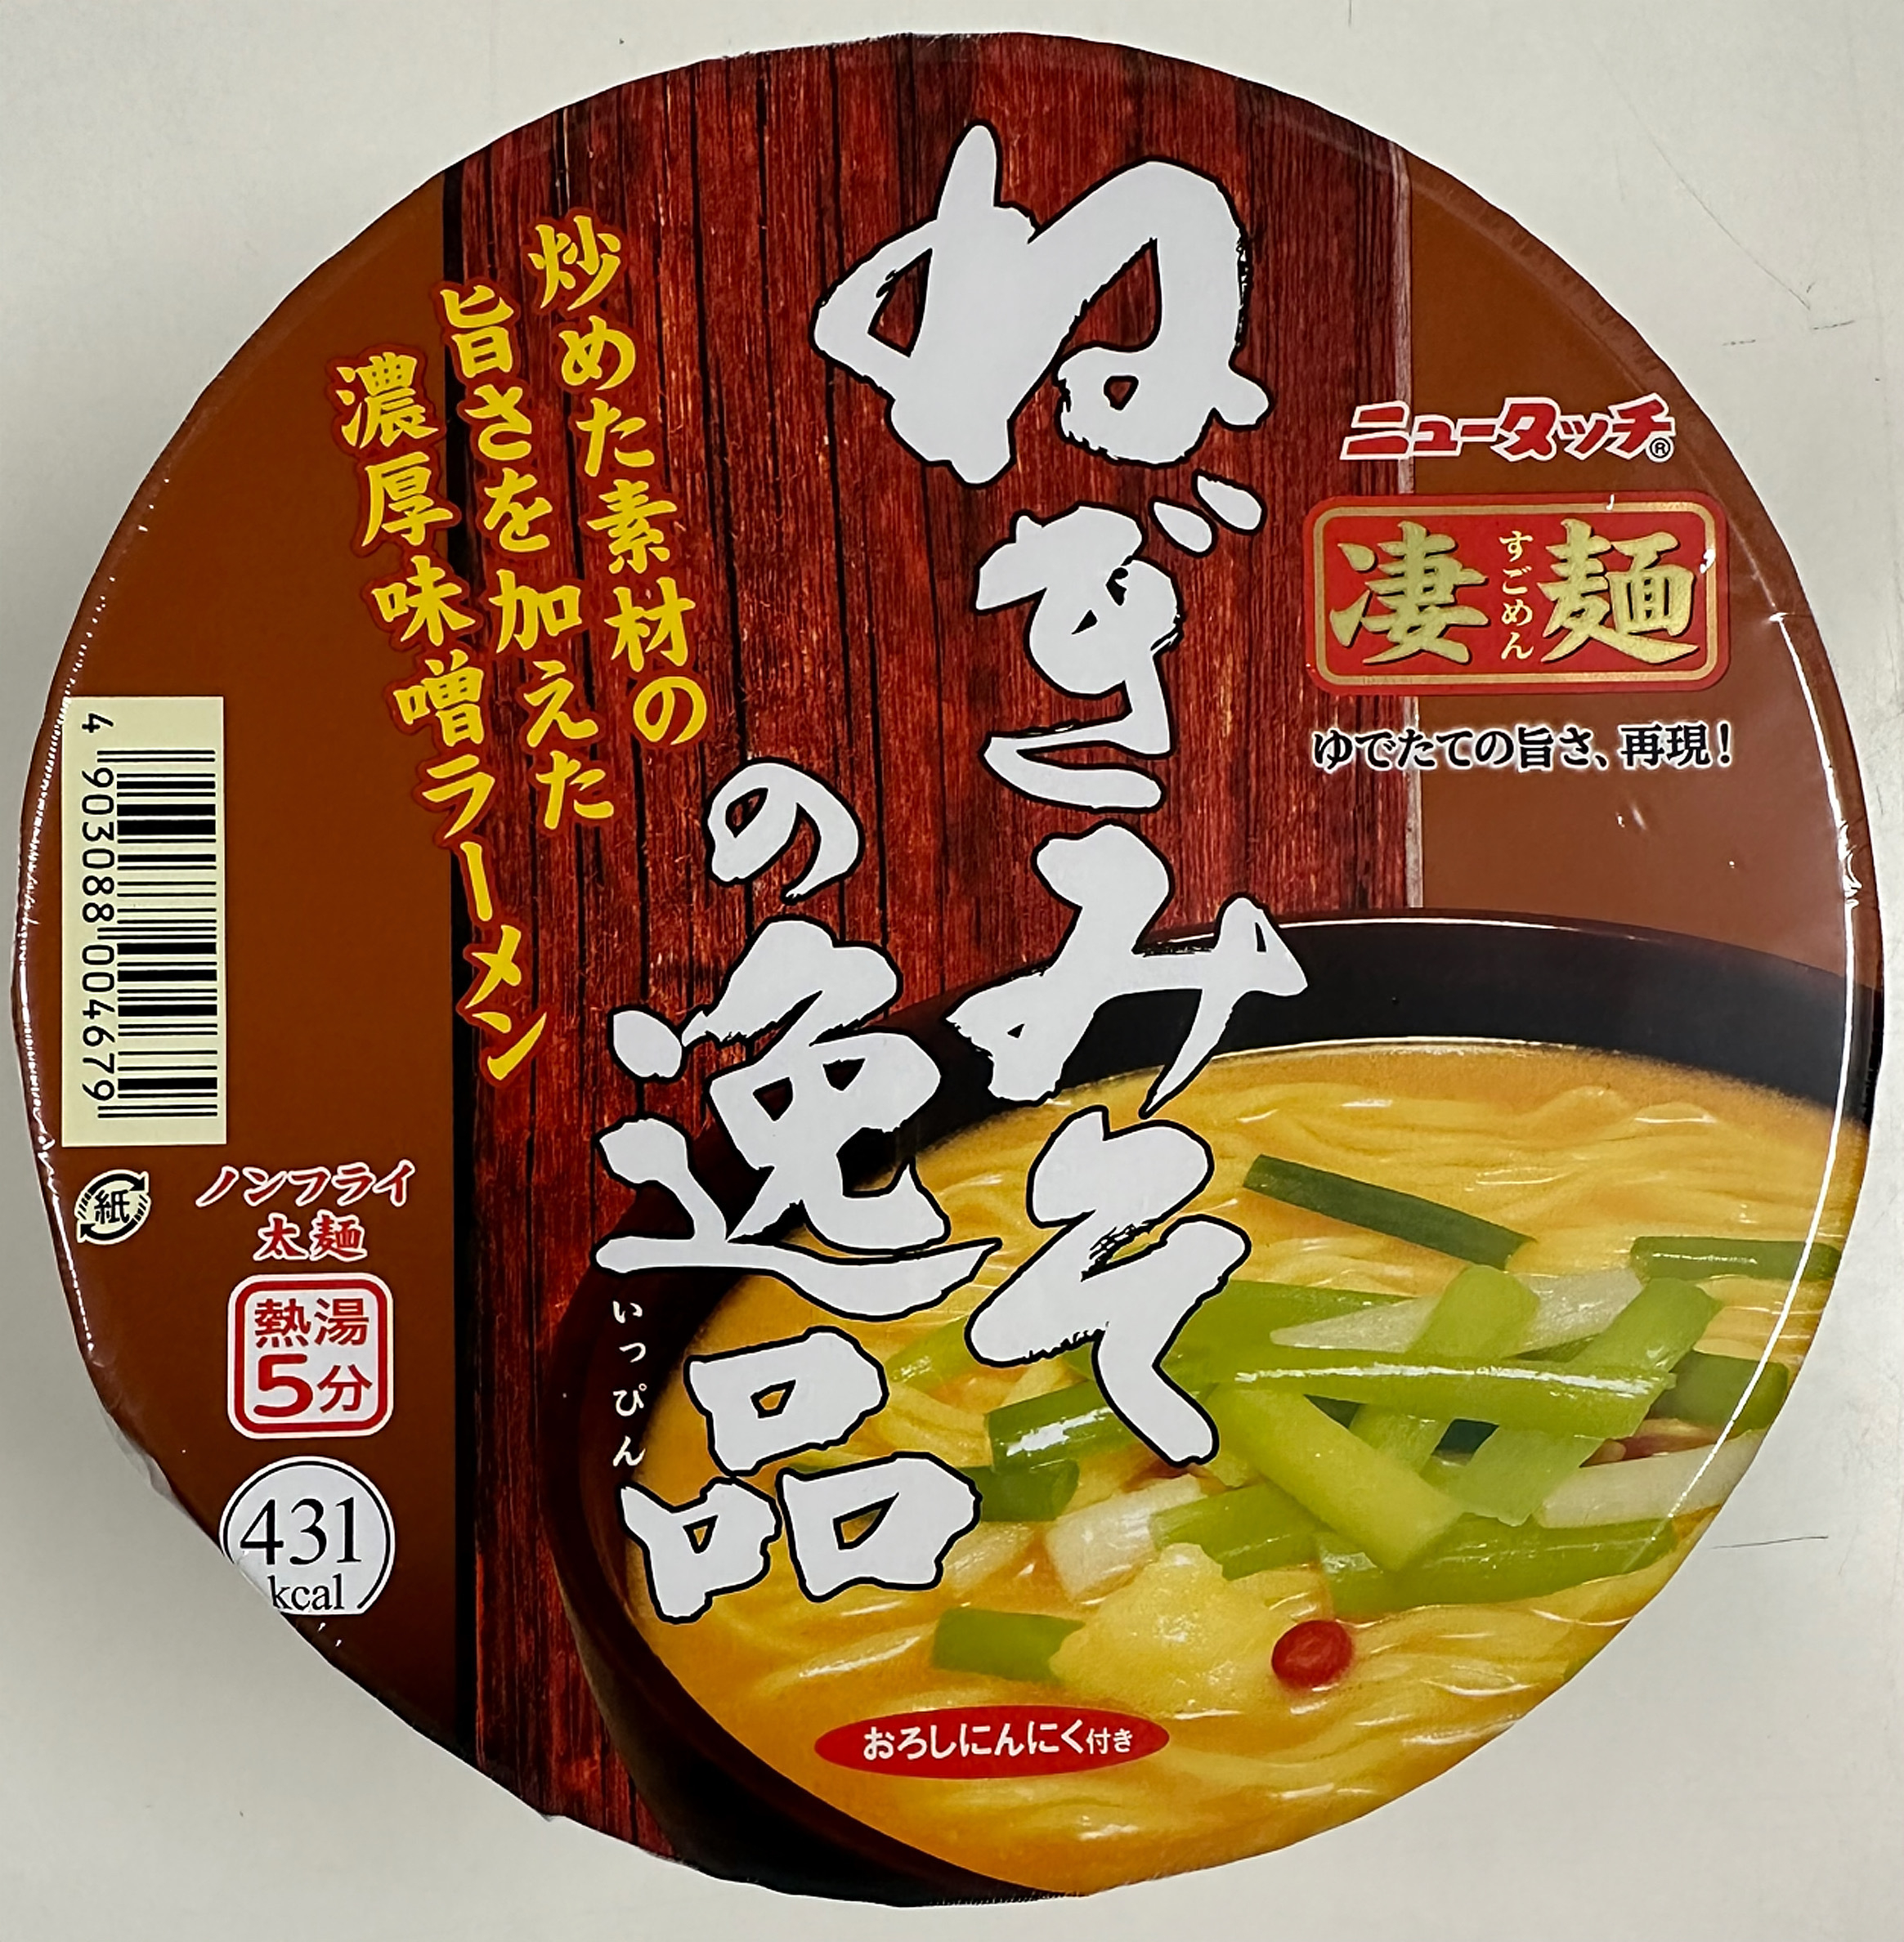 ニュータッチ®
凄麺
すごめん
ゆでたての旨さ、再現!
ねぎみその逸品
いっぴん
炒めた素材の
旨さを加えた
濃厚味噌ラーメン
4 903088 004679
紙
ノンフライ
太麺
熱湯
5分
431
kcal
おろしにんにく付き